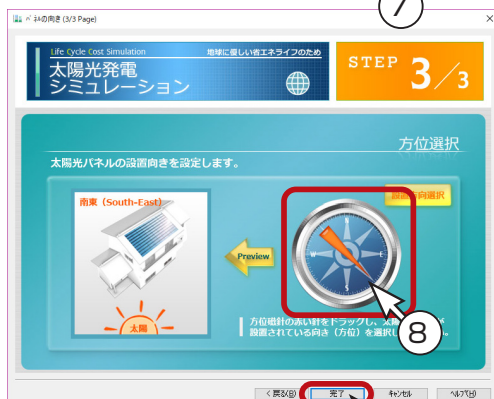 ⑦
ﾊﾟﾈﾙの向き (3/3 Page)
Life Cycle Cost Simulation
地球に優しい省エネライフのため
太陽光発電
シミュレーション
STEP 3/3
方位選択
太陽光パネルの設置向きを設定します。
南東（South-East）
太陽
Preview
方向選択
N
W
E
S
方位磁針の赤い針をドラッグし、太陽
設置されている向き（方位）を選択し
⑧
< 戻る(B)
完了
ｷｬﾝｾﾙ
ﾍﾙﾌﾟ(H)